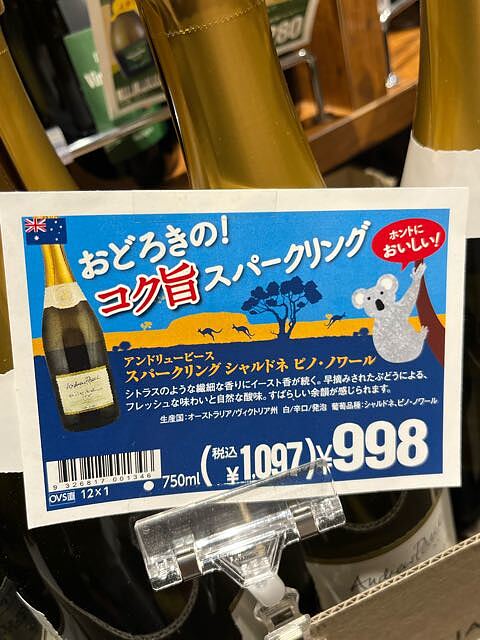 おどろきの!
コク旨スパークリング
ホントに
おいしい!
アンドリューピース
スパークリング シャルドネ ピノ・ノワール
シトラスのような繊細な香りにイースト香が続く。早摘みされたぶどうによる、
フレッシュな味わいと自然な酸味。すばらしい余韻が感じられます。
生産国:オーストラリア/ヴィクトリア州 白/辛口/発泡 葡萄品種:シャルドネ、ピノ・ノワール
9 326817 001346
OVS直 12×1
750ml (税込 ¥1,097) ¥998